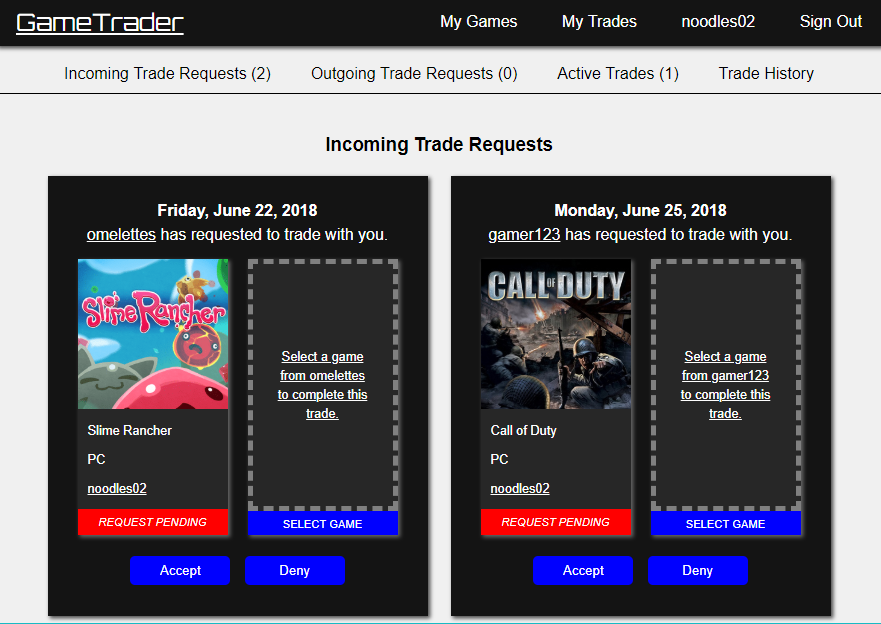 GameTrader
My Games
My Trades
noodles02
Sign Out
Incoming Trade Requests (2)
Outgoing Trade Requests (0)
Active Trades (1)
Trade History
Incoming Trade Requests
Friday, June 22, 2018
omelettes has requested to trade with you.
Slime Rancher
Slime Rancher
PC
noodles02
REQUEST PENDING
Select a game
from omelettes
to complete this
trade.
SELECT GAME
Accept
Deny
Monday, June 25, 2018
gamer123 has requested to trade with you.
CALL OF DUTY
Call of Duty
PC
noodles02
REQUEST PENDING
Select a game
from gamer123
to complete this
trade.
SELECT GAME
Accept
Deny